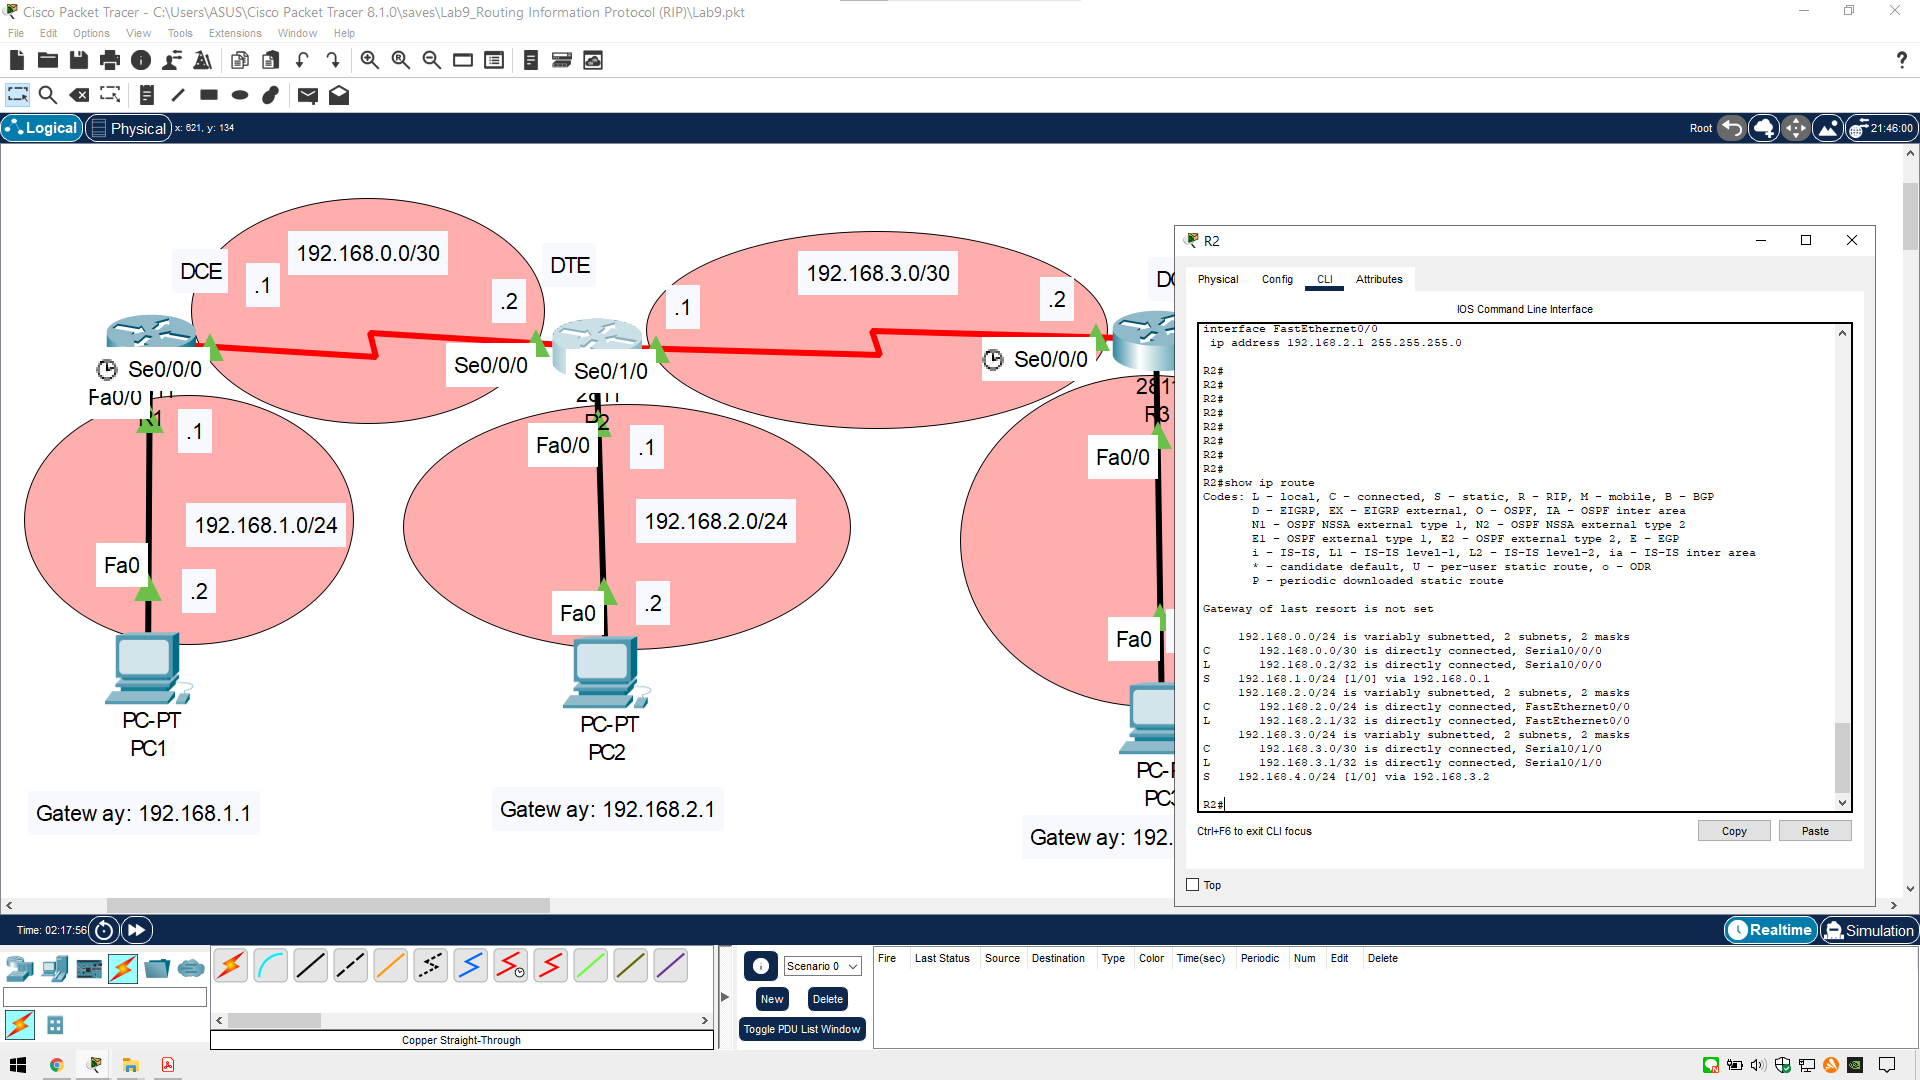 Cisco Packet Tracer - C:\Users\ASUS\Cisco Packet Tracer 8.1.0\saves\Lab9_Routing Information Protocol (RIP)\Lab9.pkt
File Edit Options View Tools Extensions Window Help
Logical Physical x: 621, y: 134 Root 21:46:00
192.168.0.0/30
DCE
.1
.2
DTE
192.168.3.0/30
.1
.2
Se0/0/0
Fa0/0
Se0/0/0
Se0/1/0
2811
R2
Se0/0/0
2811
R3
.1
Fa0/0
.1
Fa0/0
192.168.1.0/24
192.168.2.0/24
Fa0
.2
Fa0
.2
Fa0
PC-PT
PC1
PC-PT
PC2
Gatew ay: 192.168.1.1
Gatew ay: 192.168.2.1
Gatew ay: 192.
R2
Physical Config CLI Attributes
IOS Command Line Interface
interface FastEthernet0/0
ip address 192.168.2.1 255.255.255.0
R2#
R2#
R2#
R2#
R2#
R2#
R2#
R2#
R2#show ip route
Codes: L - local, C - connected, S - static, R - RIP, M - mobile, B - BGP
D - EIGRP, EX - EIGRP external, O - OSPF, IA - OSPF inter area
N1 - OSPF NSSA external type 1, N2 - OSPF NSSA external type 2
E1 - OSPF external type 1, E2 - OSPF external type 2, E - EGP
i - IS-IS, L1 - IS-IS level-1, L2 - IS-IS level-2, ia - IS-IS inter area
* - candidate default, U - per-user static route, o - ODR
P - periodic downloaded static route
Gateway of last resort is not set
192.168.0.0/24 is variably subnetted, 2 subnets, 2 masks
C 192.168.0.0/30 is directly connected, Serial0/0/0
L 192.168.0.2/32 is directly connected, Serial0/0/0
S 192.168.1.0/24 [1/0] via 192.168.0.1
192.168.2.0/24 is variably subnetted, 2 subnets, 2 masks
C 192.168.2.0/24 is directly connected, FastEthernet0/0
L 192.168.2.1/32 is directly connected, FastEthernet0/0
192.168.3.0/24 is variably subnetted, 2 subnets, 2 masks
C 192.168.3.0/30 is directly connected, Serial0/1/0
L 192.168.3.1/32 is directly connected, Serial0/1/0
S 192.168.4.0/24 [1/0] via 192.168.3.2
R2#
Ctrl+F6 to exit CLI focus
Copy Paste
Top
Time: 02:17:56
Realtime Simulation
Scenario 0
New Delete
Toggle PDU List Window
Fire Last Status Source Destination Type Color Time(sec) Periodic Num Edit Delete
Copper Straight-Through